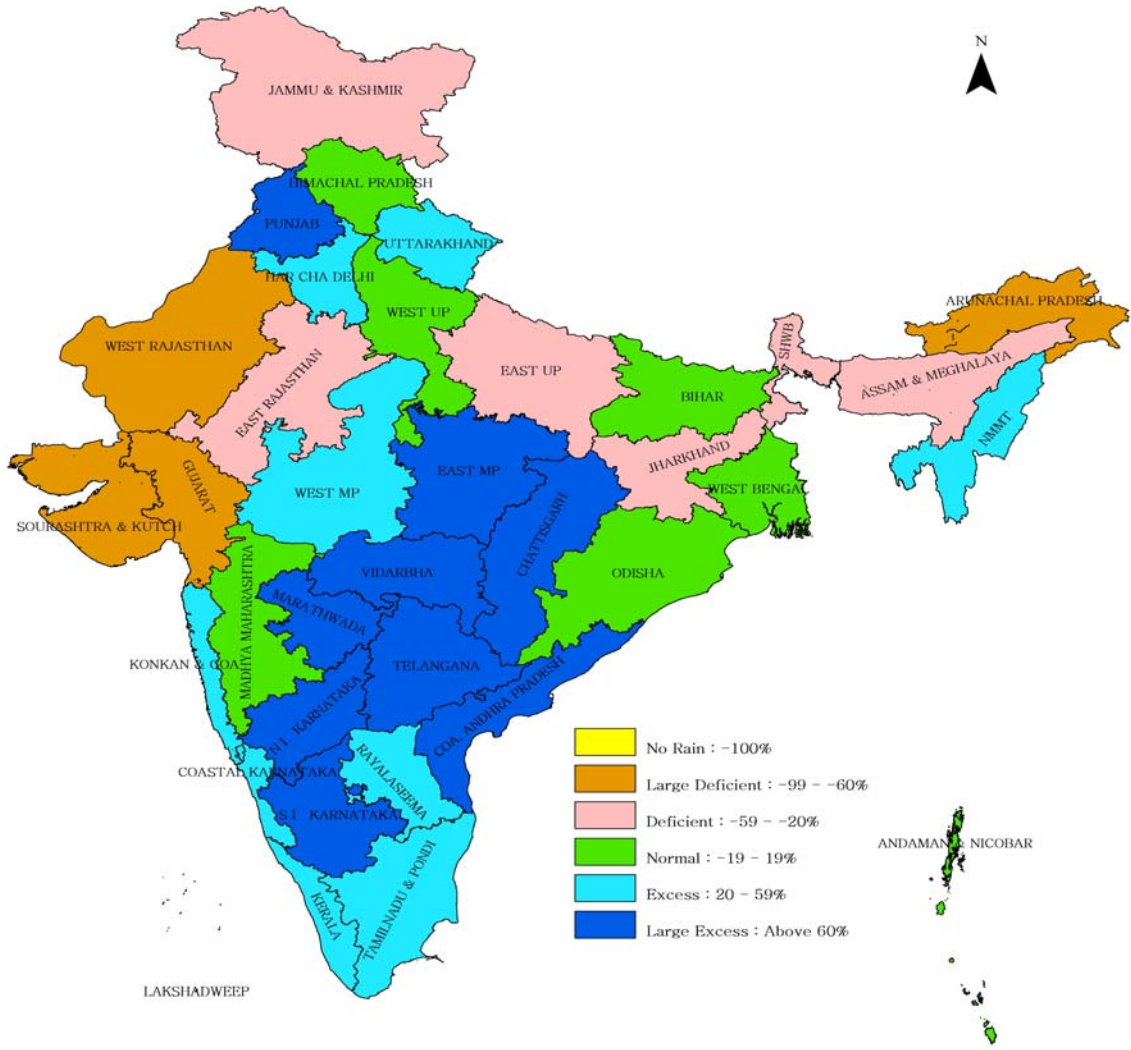 N
JAMMU & KASHMIR
HIMACHAL PRADESH
PUNJAB
UTTARAKHAND
HAR CHA DELHI
ARUNACHAL PRADESH
WEST UP
WEST RAJASTHAN
SHWB
EAST UP
ASSAM & MEGHALAYA
EAST RAJASTHAN
BIHAR
NMMT
JHARKHAND
EAST MP
GUJARAT
WEST MP
WEST BENGAL
SOURASHTRA & KUTCH
CHATTISGARH
VIDARBHA
ODISHA
MADHYA MAHARASHTRA
MARATHWADA
KONKAN & GOA
TELANGANA
COA. ANDHRA PRADESH
N I KARNATAKA
COASTAL KARNATAKA
RAYALASEEMA
S I KARNATAKA
KERALA
TAMILNADU & PONDI
LAKSHADWEEP
ANDAMAN & NICOBAR
No Rain : -100%
Large Deficient : -99 - -60%
Deficient : -59 - -20%
Normal : -19 - 19%
Excess : 20 - 59%
Large Excess : Above 60%